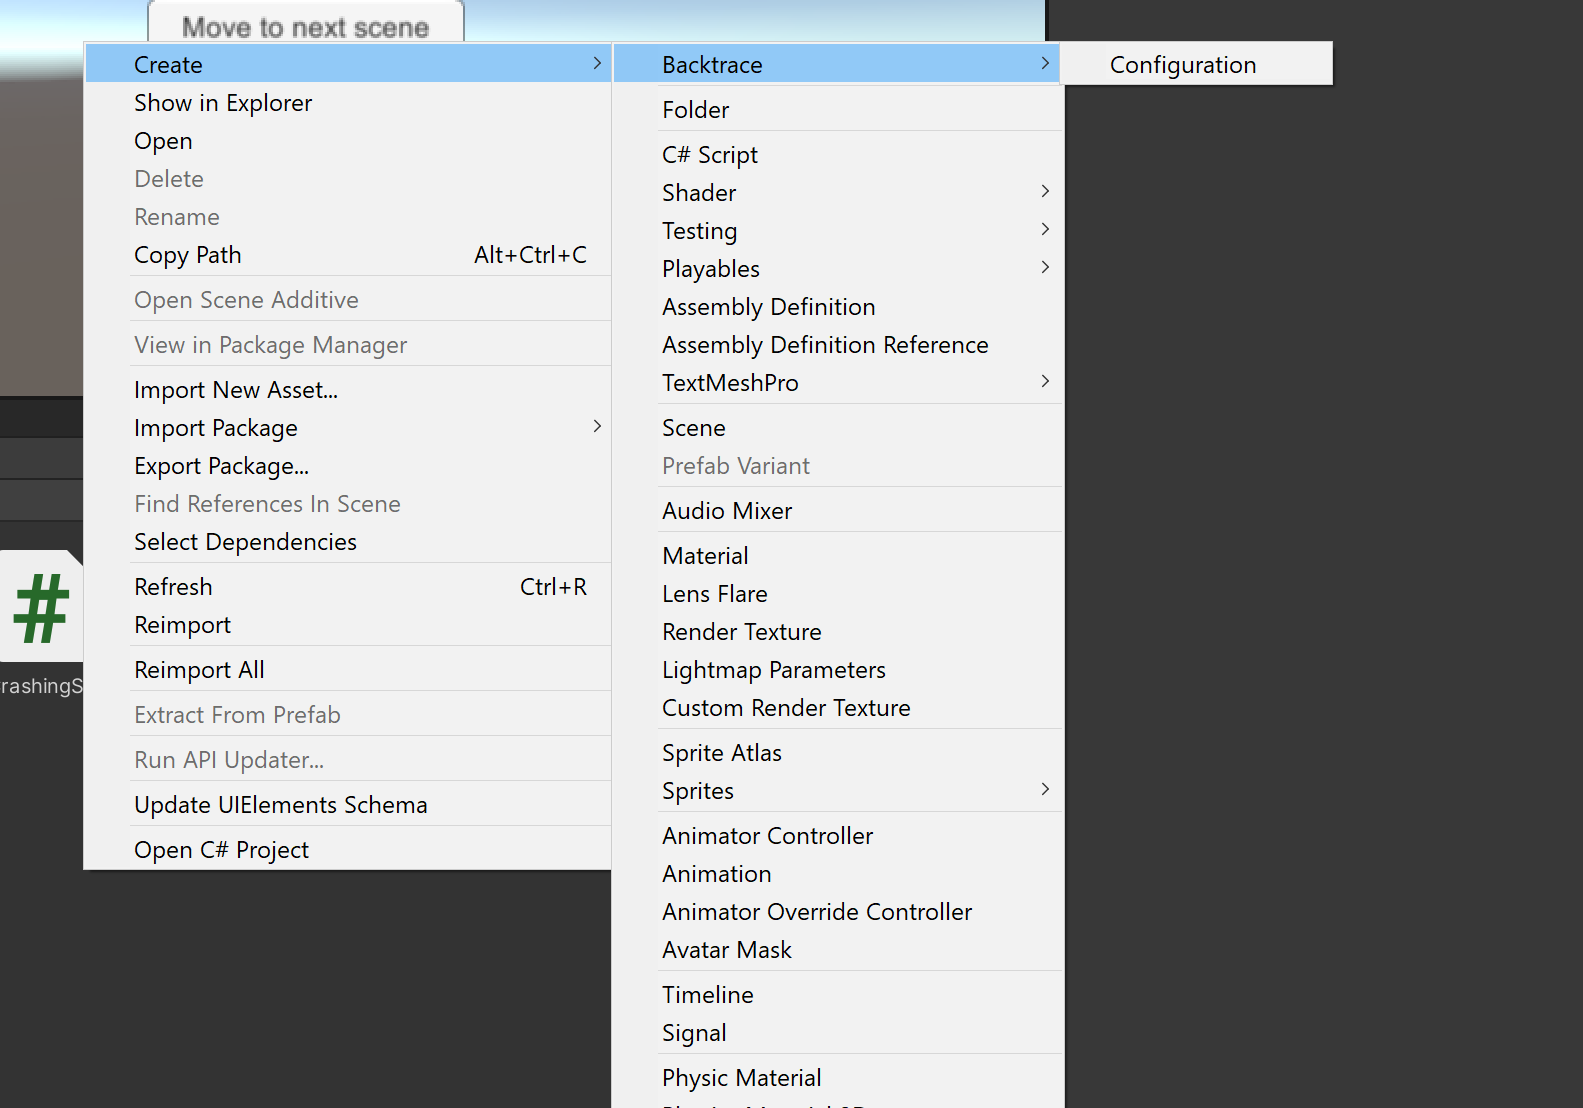 Move to next scene
Create
Show in Explorer
Open
Delete
Rename
Copy Path Alt+Ctrl+C
Open Scene Additive
View in Package Manager
Import New Asset...
Import Package
Export Package...
Find References In Scene
Select Dependencies
Refresh Ctrl+R
Reimport
Reimport All
Extract From Prefab
Run API Updater...
Update UIElements Schema
Open C# Project
Backtrace
Folder
C# Script
Shader
Testing
Playables
Assembly Definition
Assembly Definition Reference
TextMeshPro
Scene
Prefab Variant
Audio Mixer
Material
Lens Flare
Render Texture
Lightmap Parameters
Custom Render Texture
Sprite Atlas
Sprites
Animator Controller
Animation
Animator Override Controller
Avatar Mask
Timeline
Signal
Physic Material
Configuration
#
rashingS